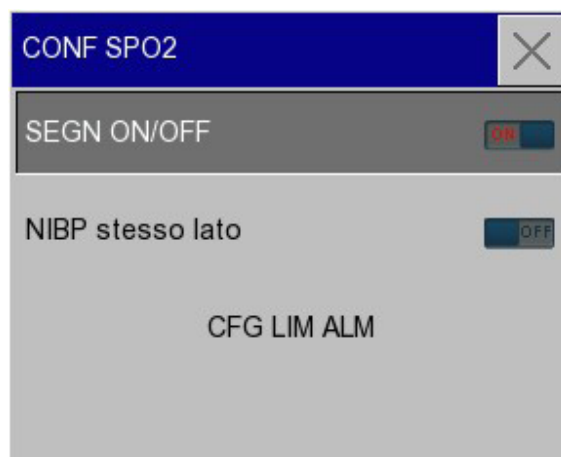 CONF SPO2
SEGN ON/OFF
ON
NIBP stesso lato
OFF
CFG LIM ALM